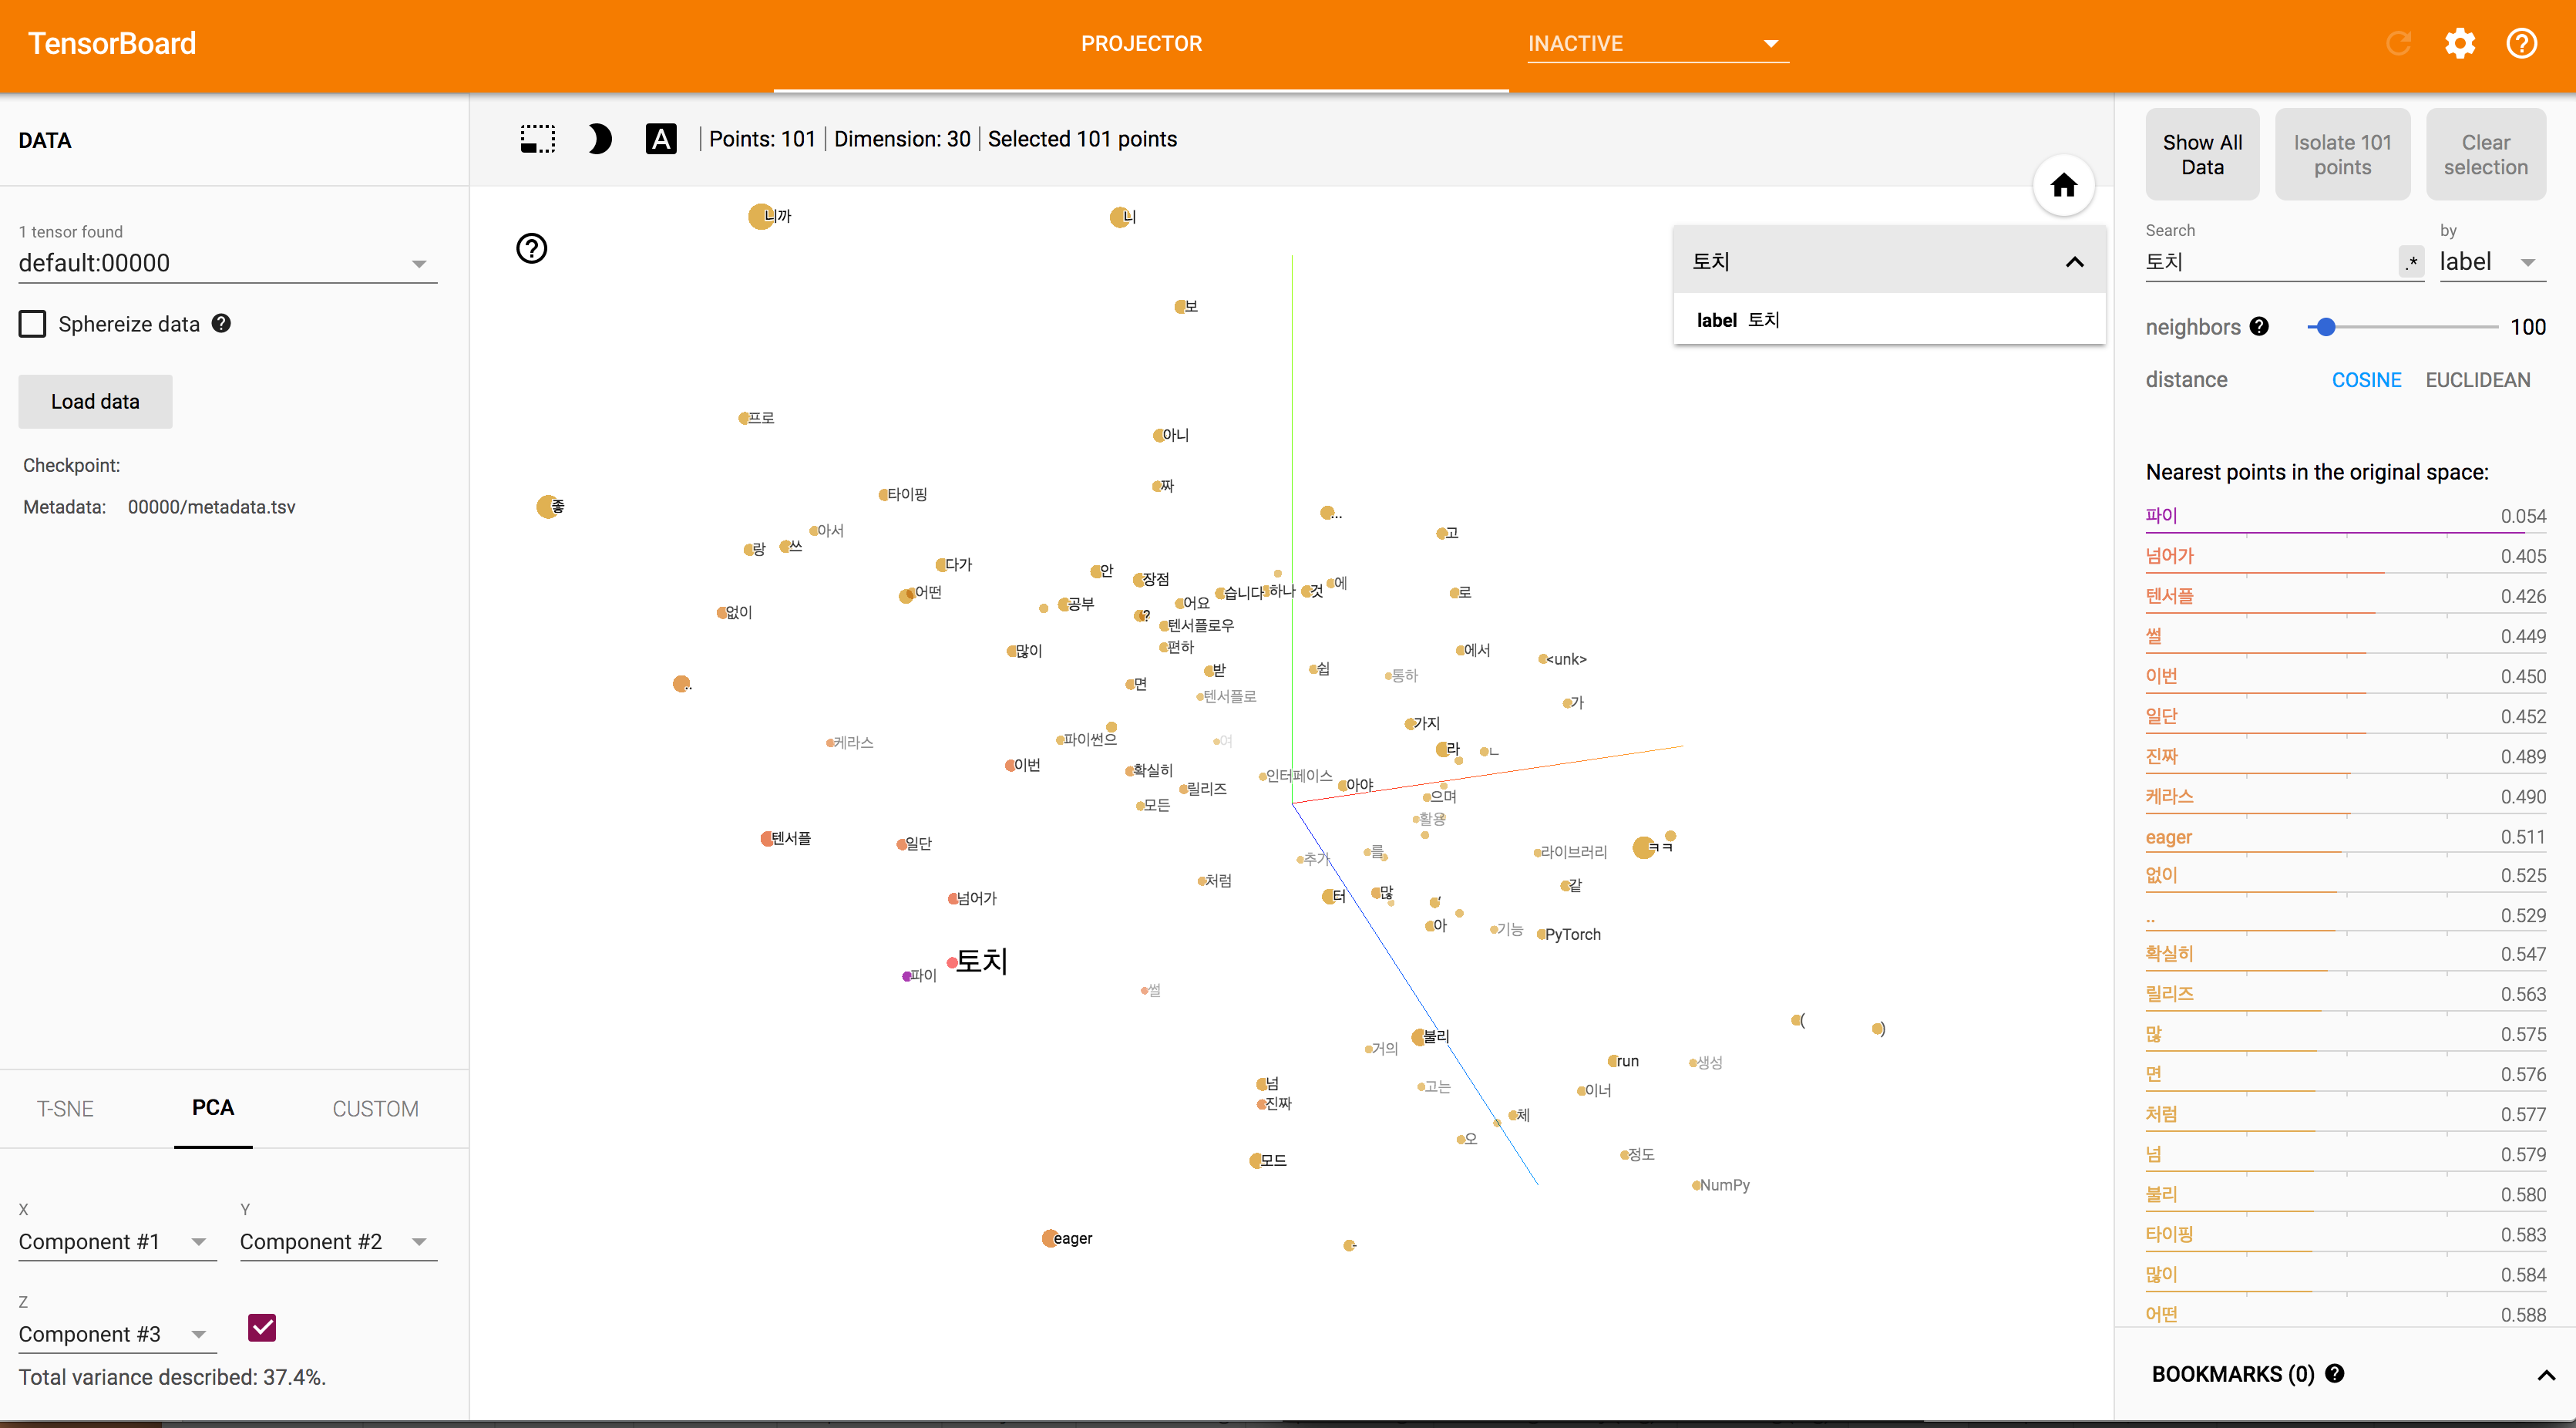 TensorBoard
PROJECTOR
INACTIVE
DATA
1 tensor found
default:00000
Sphereize data
Load data
Checkpoint:
Metadata: 00000/metadata.tsv
T-SNE
PCA
CUSTOM
X
Component #1
Y
Component #2
Z
Component #3
Total variance described: 37.4%.
A
Points: 101
Dimension: 30
Selected 101 points
토치
label 토치
니까
니
보
프로
아니
짜
타이핑
좋
...
고
아서
랑
쓰
다가
안
장점
어떤
공부
어요
습니다
하나
것
에
로
없이
?
텐서플로우
편하
많이
에서
<unk>
받
쉽
통하
면
..
텐서플로
가
가지
케라스
파이썬으
여
라
ㄴ
이번
확실히
인터페이스
아야
릴리즈
으며
모든
활용
텐서플
일단
추가
를
라이브러리
ㅋㅋ
처럼
같
넘어가
터
많
,
아
기능
PyTorch
토치
파이
썰
(
)
불리
거의
run
생성
넘
고는
이너
진짜
체
오
모드
정도
NumPy
eager
-
Show All Data
Isolate 101 points
Clear selection
Search
토치
.*
by
label
neighbors
100
distance
COSINE
EUCLIDEAN
Nearest points in the original space:
파이 0.054
넘어가 0.405
텐서플 0.426
썰 0.449
이번 0.450
일단 0.452
진짜 0.489
케라스 0.490
eager 0.511
없이 0.525
.. 0.529
확실히 0.547
릴리즈 0.563
많 0.575
면 0.576
처럼 0.577
넘 0.579
불리 0.580
타이핑 0.583
많이 0.584
어떤 0.588
BOOKMARKS (0)